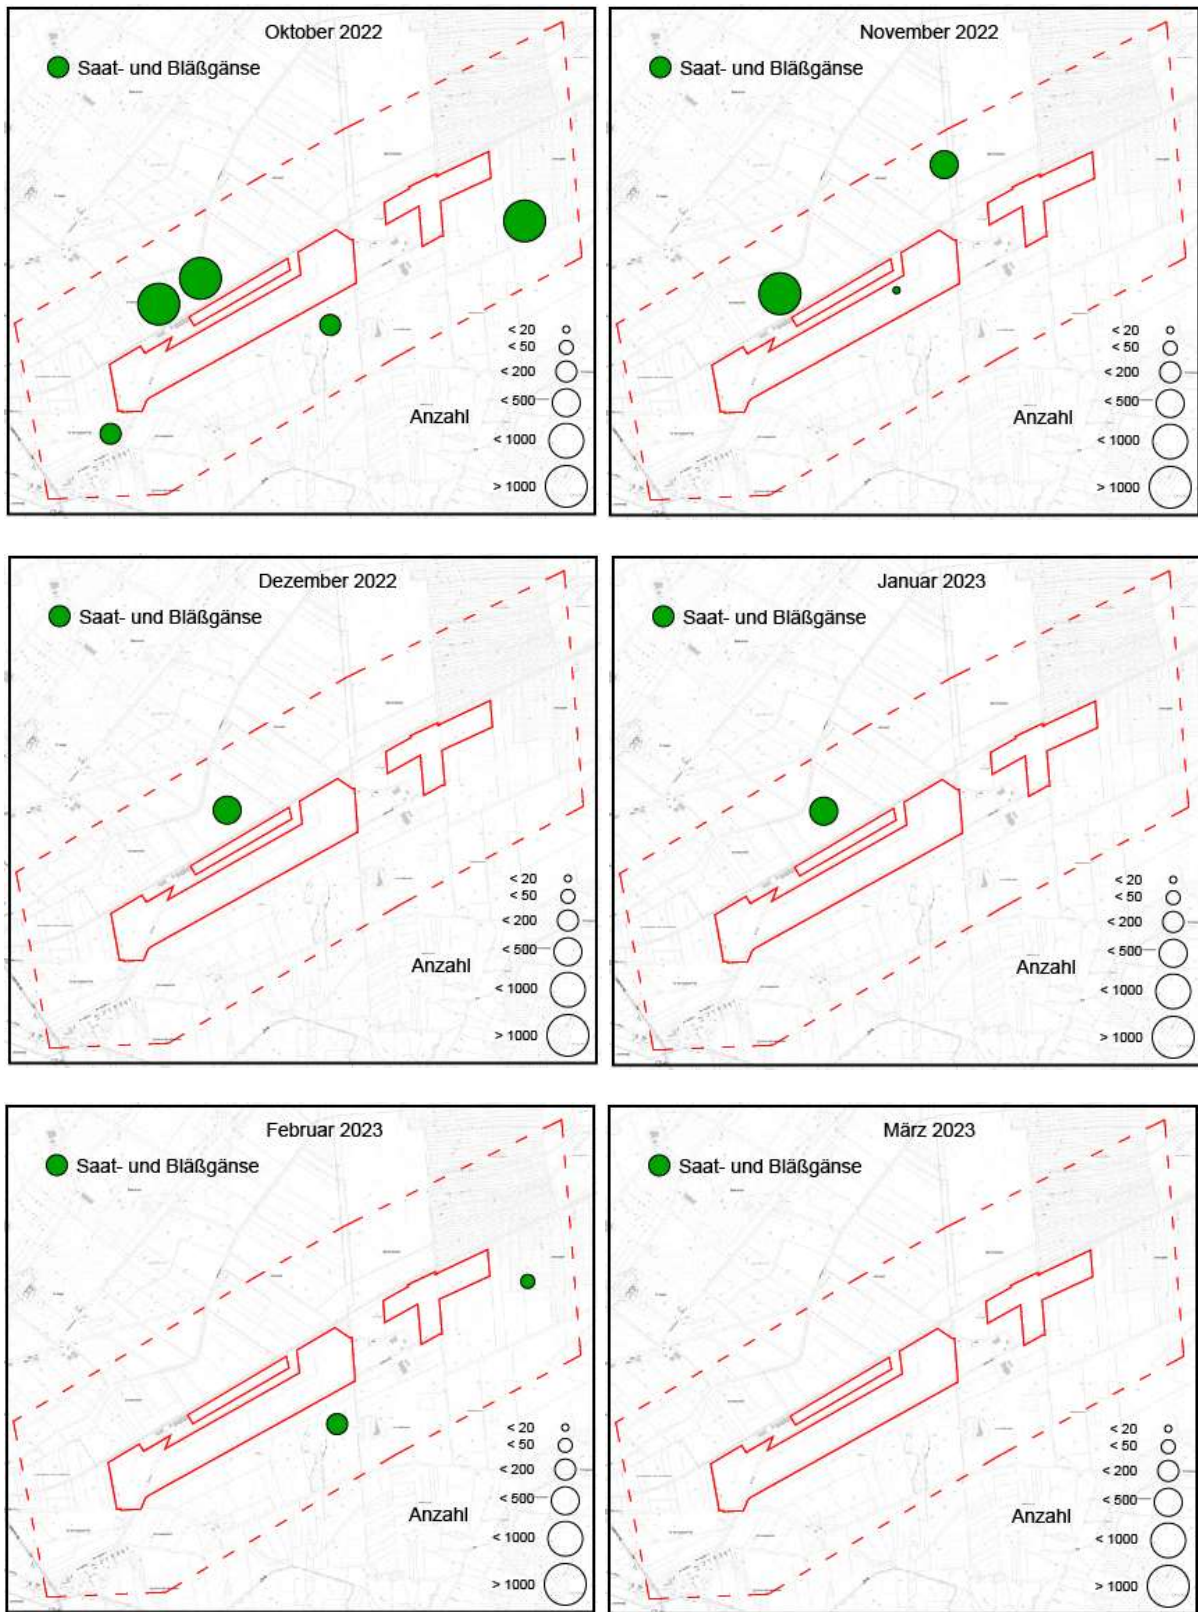 Oktober 2022
Saat- und Bläßgänse
< 20
< 50
< 200
< 500
Anzahl
< 1000
> 1000
November 2022
Saat- und Bläßgänse
< 20
< 50
< 200
< 500
Anzahl
< 1000
> 1000
Dezember 2022
Saat- und Bläßgänse
< 20
< 50
< 200
< 500
Anzahl
< 1000
> 1000
Januar 2023
Saat- und Bläßgänse
< 20
< 50
< 200
< 500
Anzahl
< 1000
> 1000
Februar 2023
Saat- und Bläßgänse
< 20
< 50
< 200
< 500
Anzahl
< 1000
> 1000
März 2023
Saat- und Bläßgänse
< 20
< 50
< 200
< 500
Anzahl
< 1000
> 1000